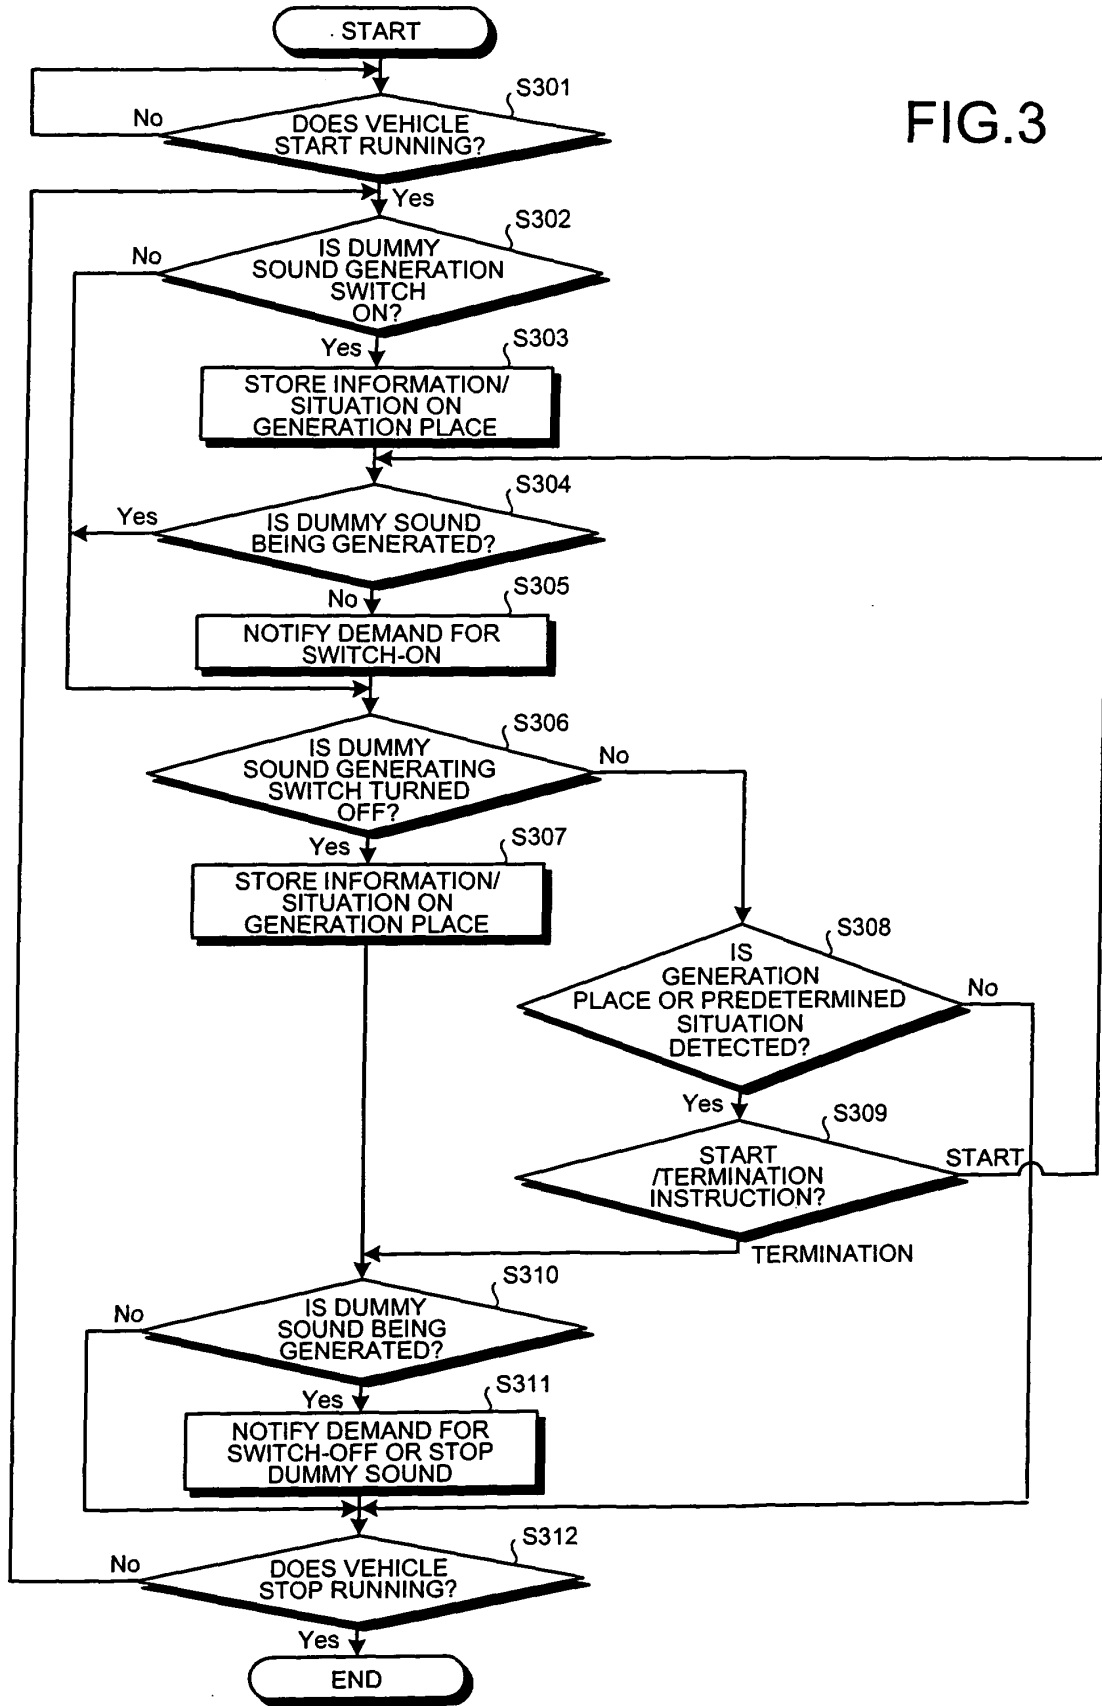 START
FIG.3
S301
No
DOES VEHICLE
START RUNNING?
Yes
S302
No
IS DUMMY
SOUND GENERATION
SWITCH
ON?
Yes
S303
STORE INFORMATION/
SITUATION ON
GENERATION PLACE
S304
Yes
IS DUMMY SOUND
BEING GENERATED?
No
S305
NOTIFY DEMAND FOR
SWITCH-ON
S306
IS DUMMY
SOUND GENERATING
SWITCH TURNED
OFF?
No
Yes
S307
STORE INFORMATION/
SITUATION ON
GENERATION PLACE
S308
IS
GENERATION
PLACE OR PREDETERMINED
SITUATION
DETECTED?
No
Yes
S309
START
/TERMINATION
INSTRUCTION?
START
TERMINATION
S310
No
IS DUMMY
SOUND BEING
GENERATED?
Yes
S311
NOTIFY DEMAND FOR
SWITCH-OFF OR STOP
DUMMY SOUND
S312
No
DOES VEHICLE
STOP RUNNING?
Yes
END